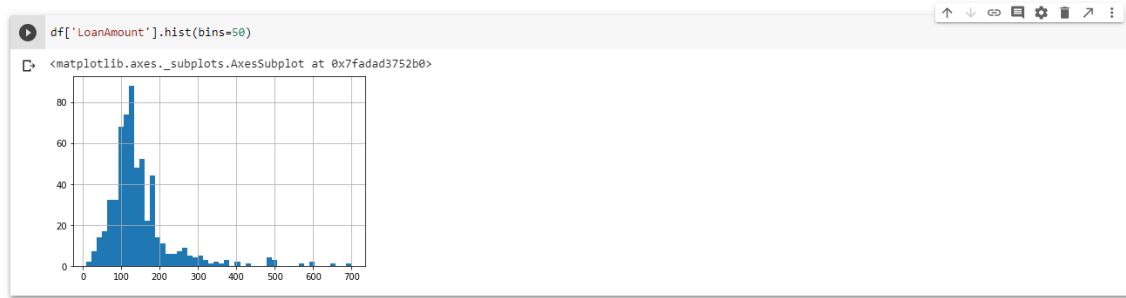 df['LoanAmount'].hist(bins=50)
<matplotlib.axes._subplots.AxesSubplot at 0x7fadad3752b0>
80
60
40
20
0
0 100 200 300 400 500 600 700